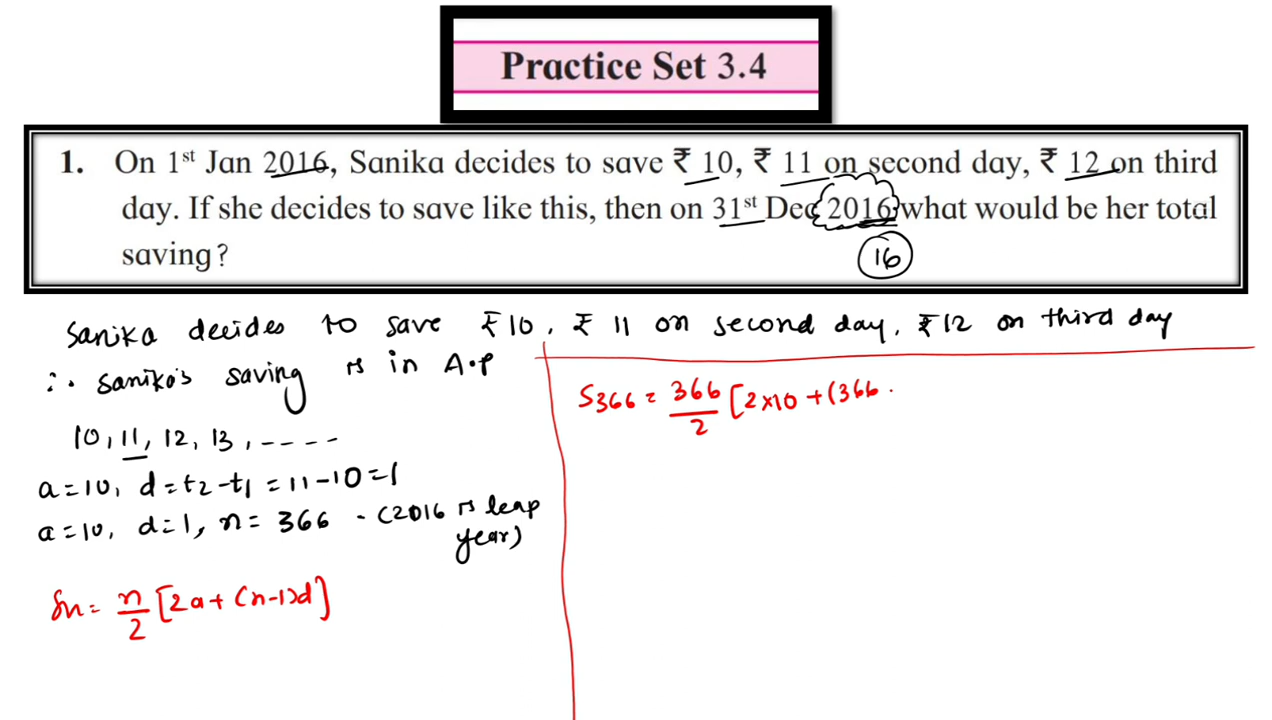 Practice Set 3.4
1. On 1st Jan 2016, Sanika decides to save ₹ 10, ₹ 11 on second day, ₹ 12 on third
day. If she decides to save like this, then on 31st Dec 2016 what would be her total
saving?
16
Sanika decides to save ₹10, ₹ 11 on second day, ₹12 on third day
∴ Sanika's saving is in A.P
10, 11, 12, 13, ----
a=10, d=t2-t1=11-10=1
a=10, d=1, n= 366 - (2016 is leap
year)
Sn= n/2 [2a+(n-1)d]
S366 = 366/2 [2×10+(366